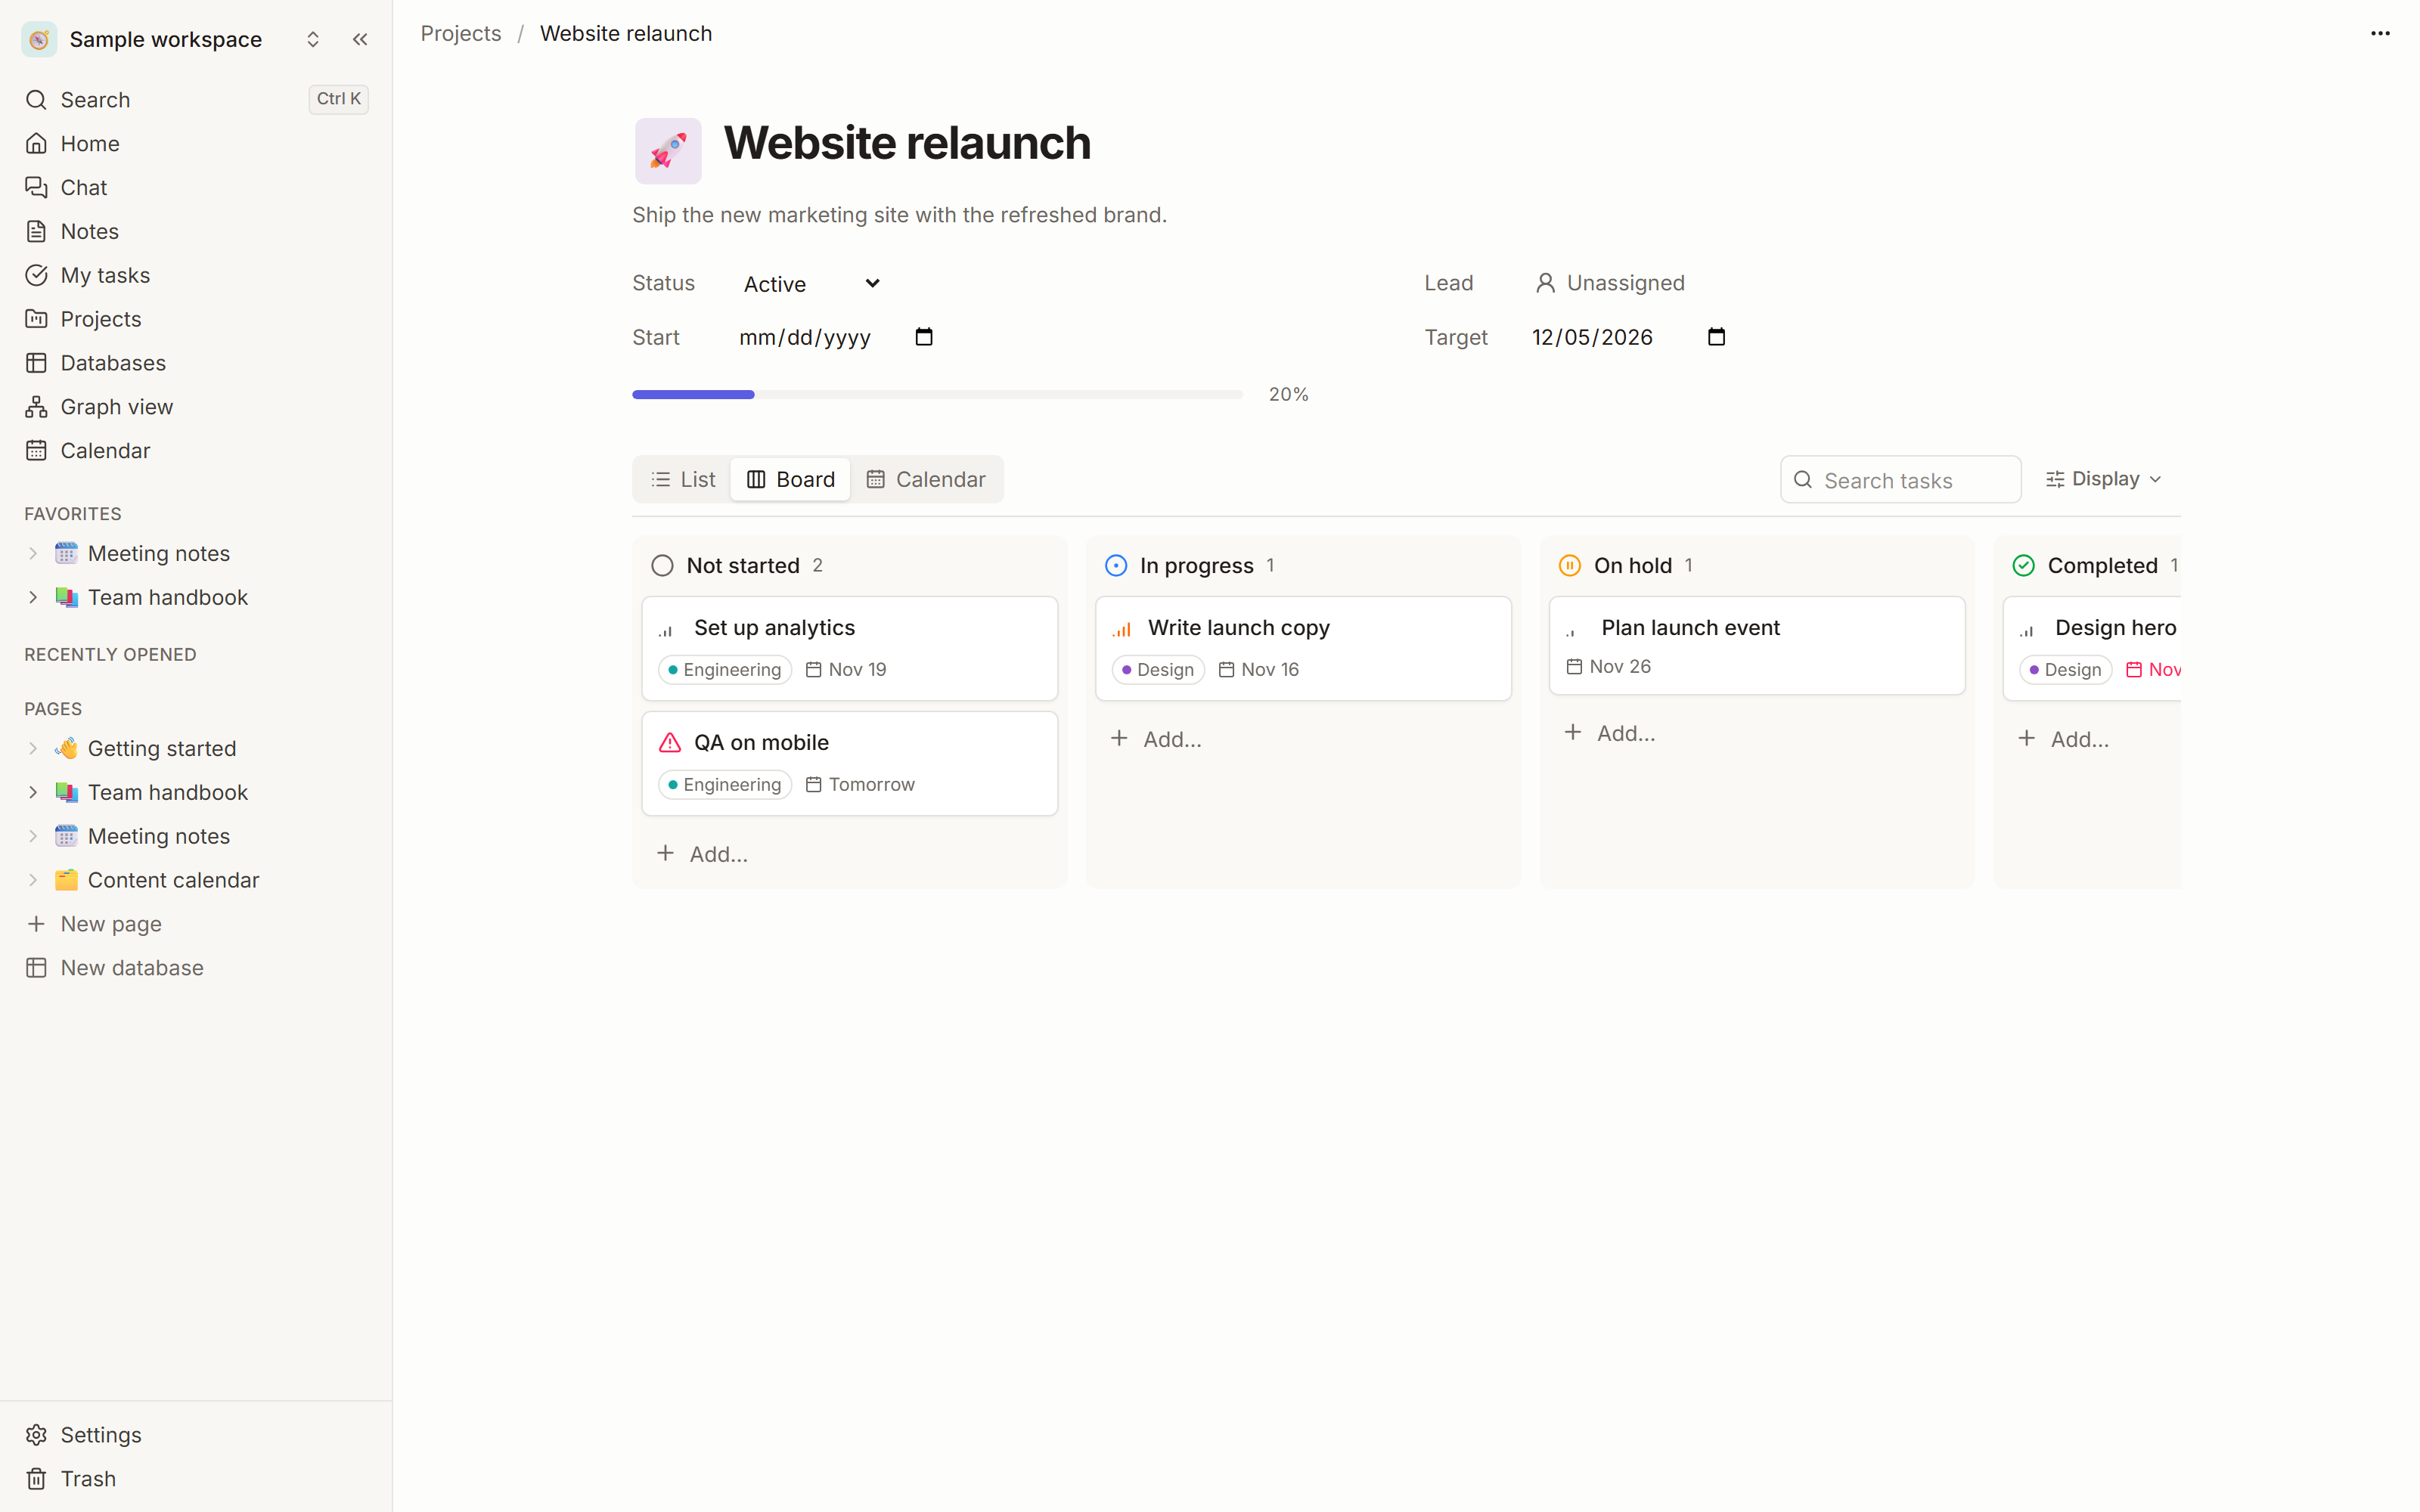 Sample workspace
Search Ctrl K
Home
Chat
Notes
My tasks
Projects
Databases
Graph view
Calendar
FAVORITES
Meeting notes
Team handbook
RECENTLY OPENED
PAGES
Getting started
Team handbook
Meeting notes
Content calendar
New page
New database
Settings
Trash
Projects / Website relaunch
Website relaunch
Ship the new marketing site with the refreshed brand.
Status Active
Lead Unassigned
Start mm/dd/yyyy
Target 12/05/2026
20%
List Board Calendar
Search tasks Display
Not started 2
Set up analytics
Engineering Nov 19
QA on mobile
Engineering Tomorrow
Add...
In progress 1
Write launch copy
Design Nov 16
Add...
On hold 1
Plan launch event
Nov 26
Add...
Completed 1
Design hero
Design Nov
Add...